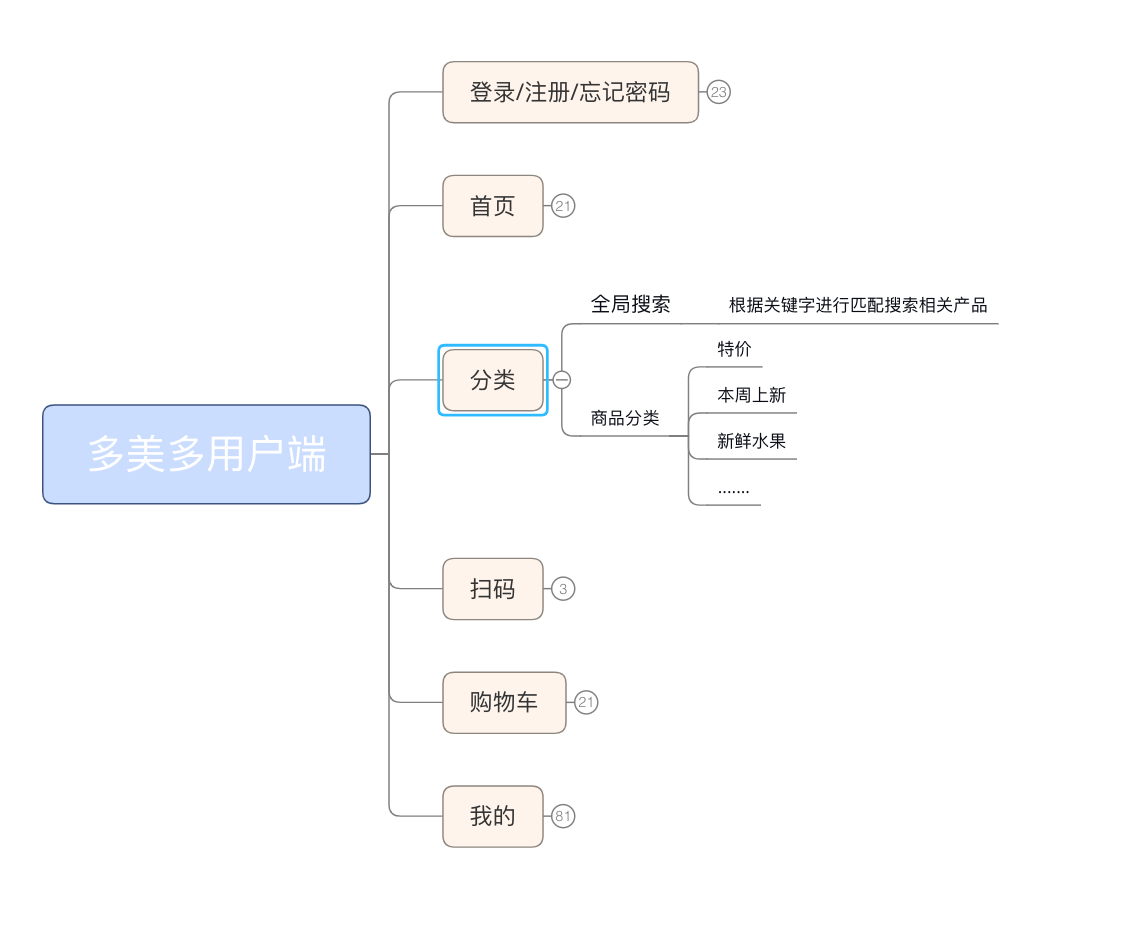 登录/注册/忘记密码
23
首页
21
全局搜索
根据关键字进行匹配搜索相关产品
特价
分类
本周上新
商品分类
新鲜水果
多美多用户端
.......
扫码
3
购物车
21
我的
81